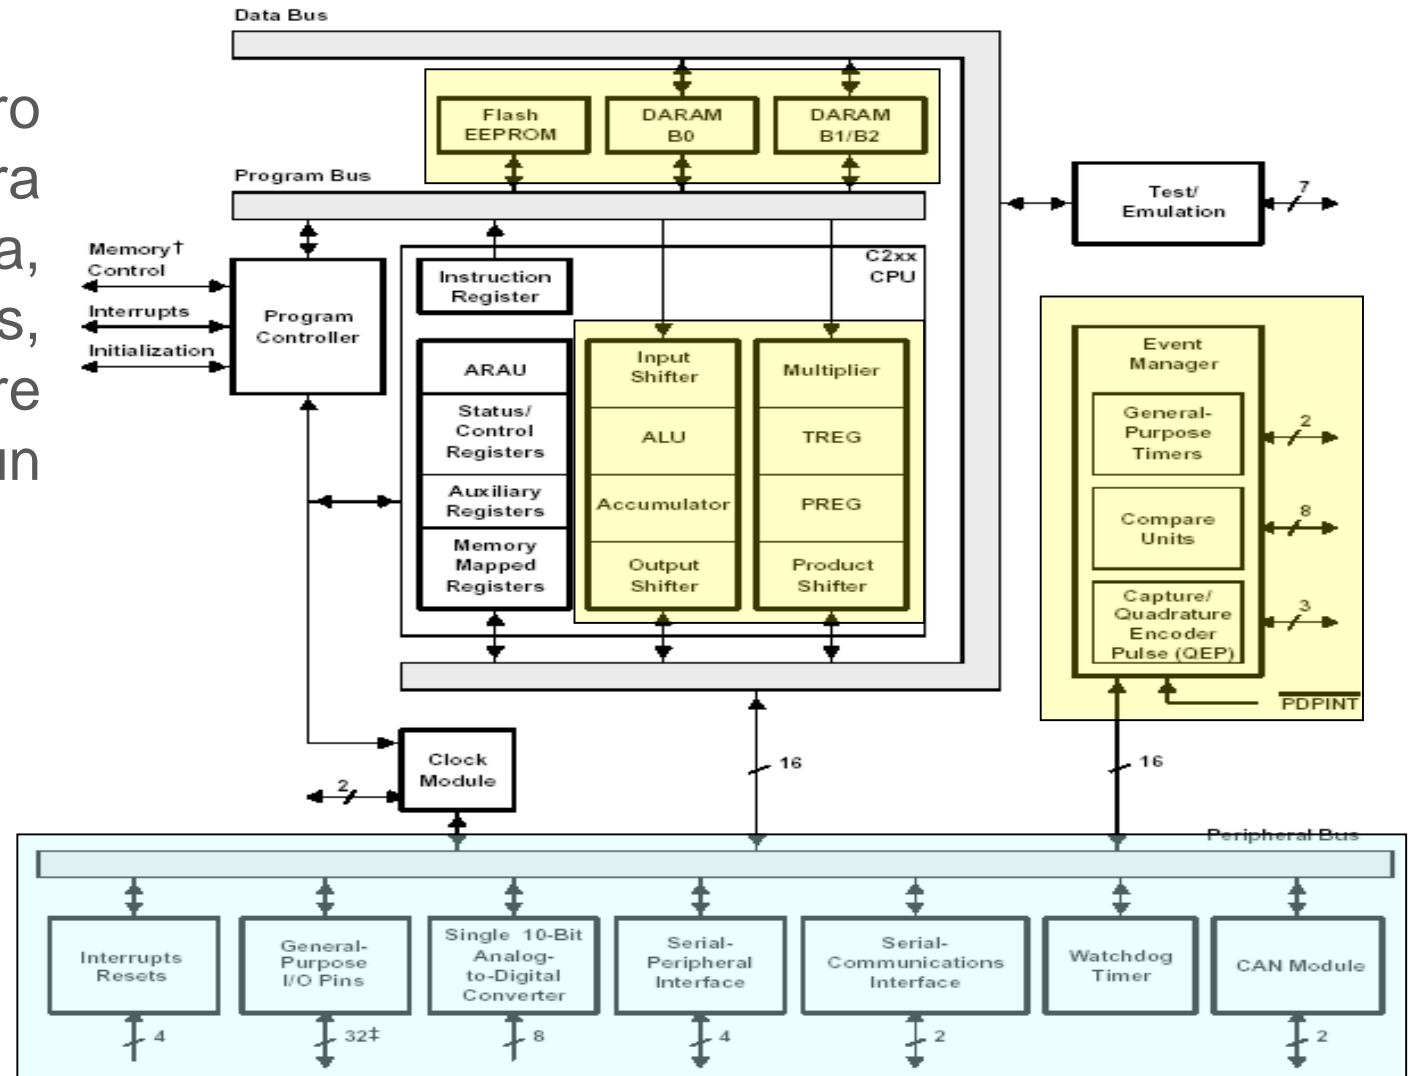 Data Bus
ro
ra
a,
s,
re
un
Flash
EEPROM
DARAM
B0
DARAM
B1/B2
Program Bus
Test/
Emulation
7
Memory†
Control
Interrupts
Initialization
Program
Controller
C2xx
CPU
Instruction
Register
ARAU
Status/
Control
Registers
Auxiliary
Registers
Memory
Mapped
Registers
Input
Shifter
ALU
Accumulator
Output
Shifter
Multiplier
TREG
PREG
Product
Shifter
Event
Manager
General-
Purpose
Timers
2
Compare
Units
8
Capture/
Quadrature
Encoder
Pulse (QEP)
3
PDPINT
Clock
Module
2
16
16
Peripheral Bus
Interrupts
Resets
4
General-
Purpose
I/O Pins
32‡
Single 10-Bit
Analog-
to-Digital
Converter
8
Serial-
Peripheral
Interface
4
Serial-
Communications
Interface
2
Watchdog
Timer
CAN Module
2